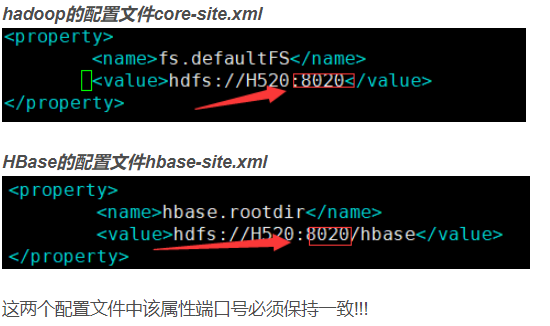 hadoop的配置文件core-site.xml
<property>
<name>fs.defaultFS</name>
<value>hdfs://H520:8020</value>
</property>
HBase的配置文件hbase-site.xml
<property>
<name>hbase.rootdir</name>
<value>hdfs://H520:8020/hbase</value>
</property>
这两个配置文件中该属性端口号必须保持一致!!!